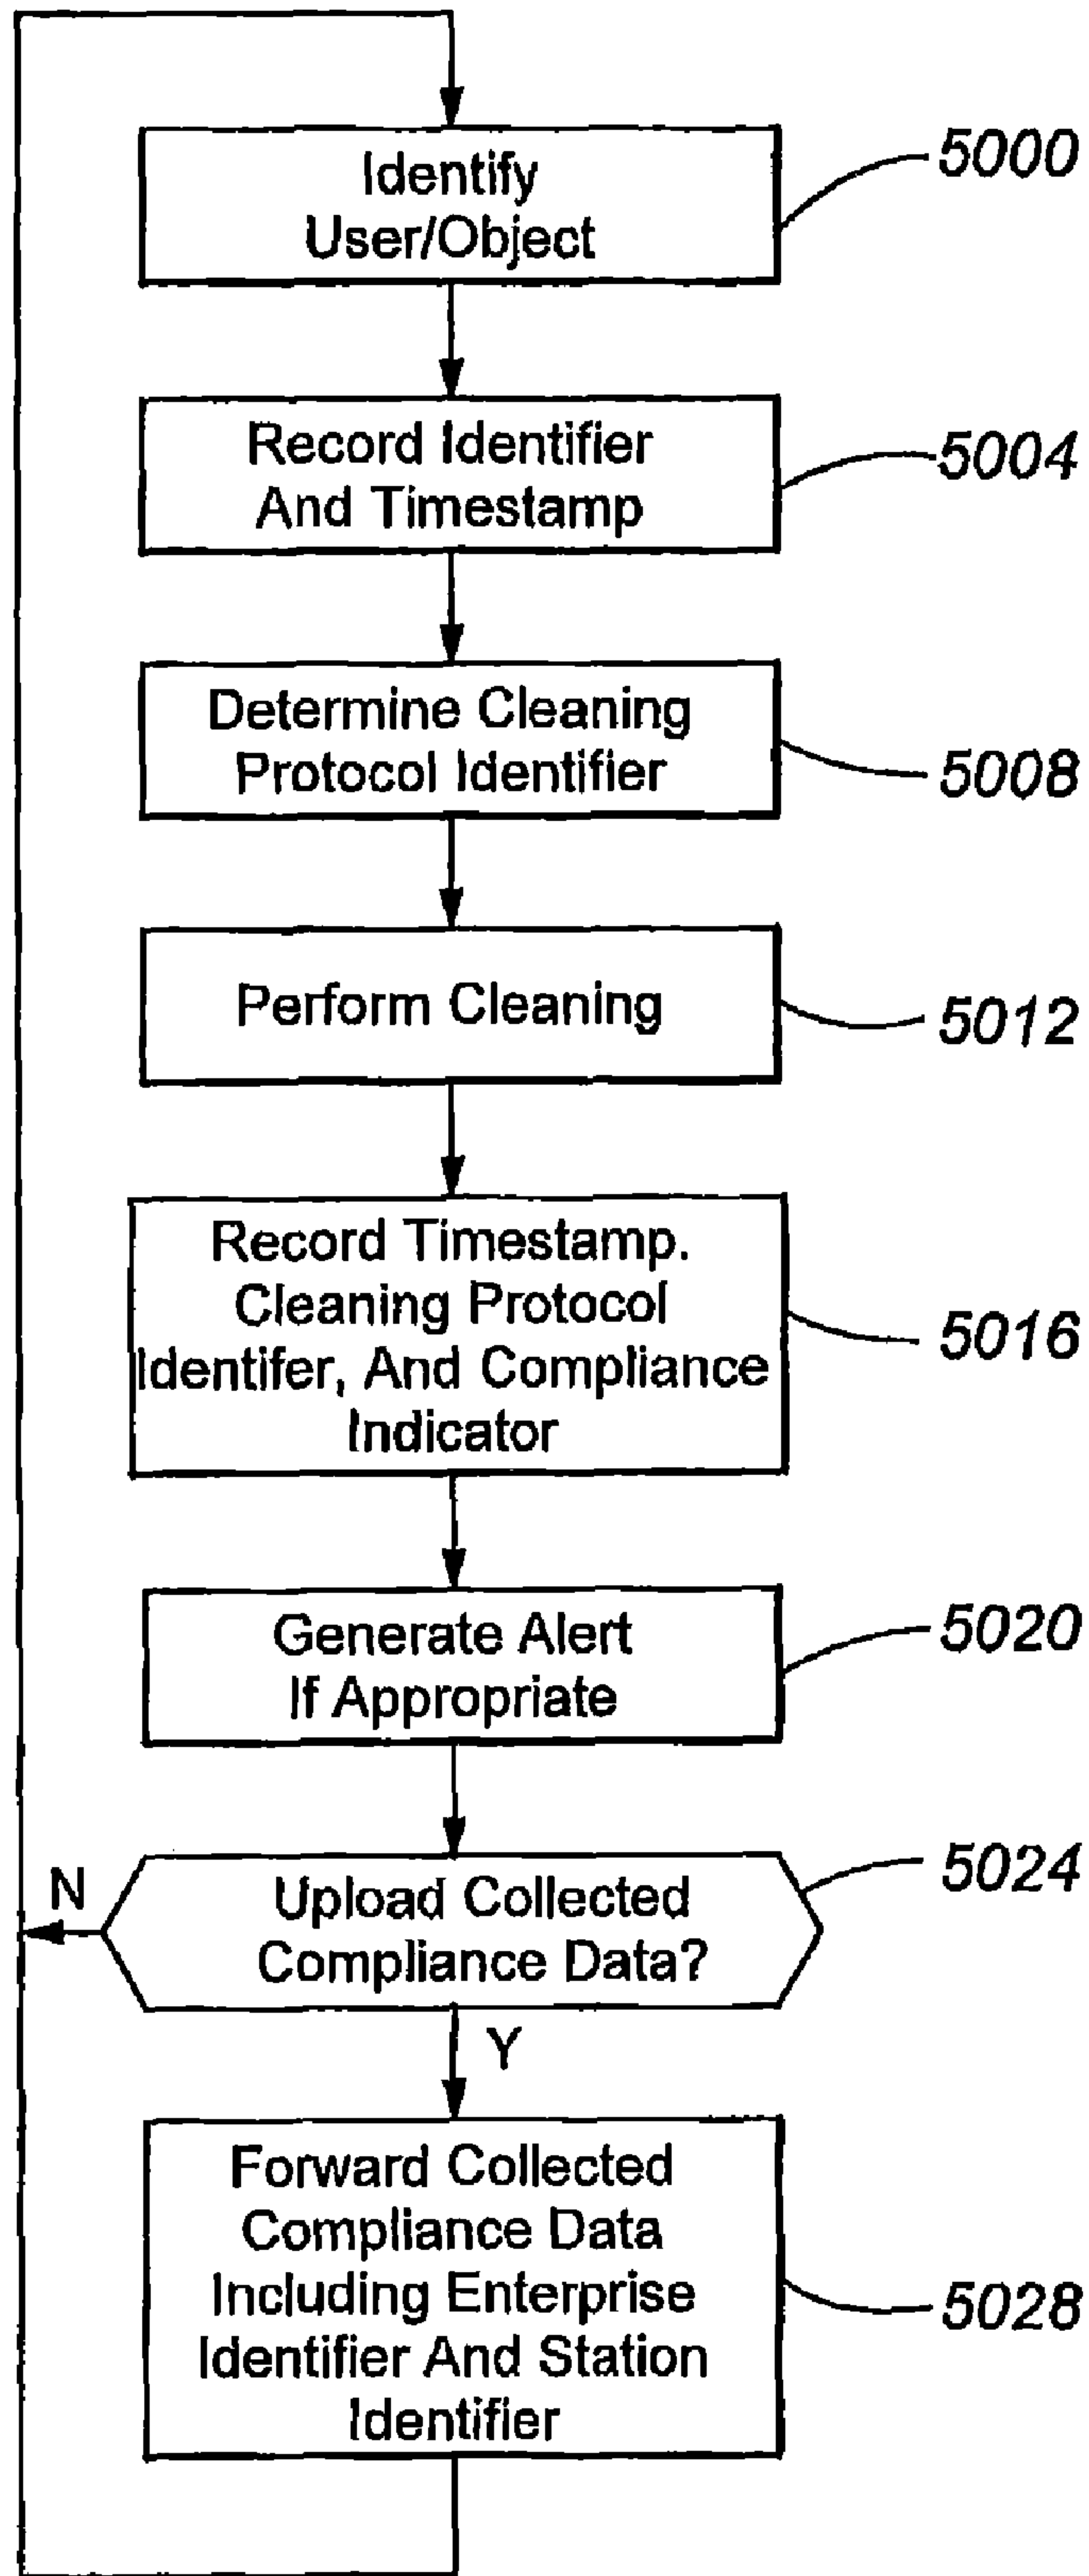 Identify
User/Object
5000
Record Identifier
And Timestamp
5004
Determine Cleaning
Protocol Identifier
5008
Perform Cleaning
5012
Record Timestamp.
Cleaning Protocol
Identifer, And Compliance
Indicator
5016
Generate Alert
If Appropriate
5020
Upload Collected
Compliance Data?
5024
N
Y
Forward Collected
Compliance Data
Including Enterprise
Identifier And Station
Identifier
5028